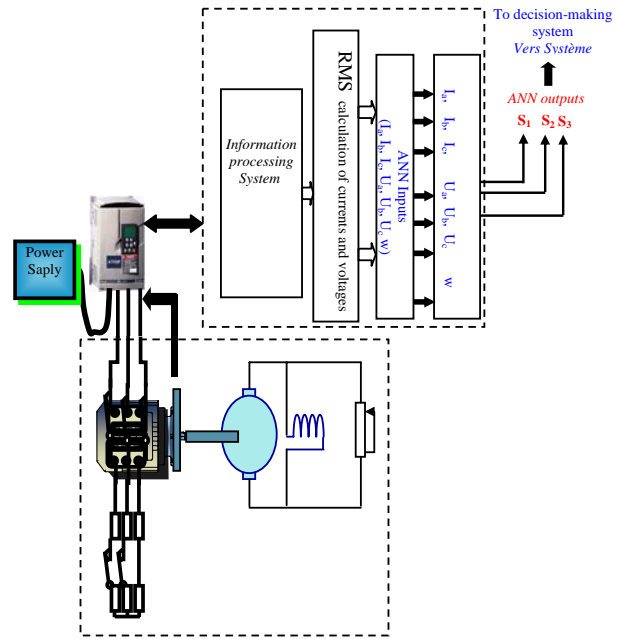 To decision-making
system
Vers Système
ANN outputs
S1 S2 S3
Information
processing
System
RMS
calculation of currents and voltages
ANN Inputs
(Ia, Ib, Ic, Ua, Ub, Uc w)
Ia, Ib, Ic, Ua, Ub, Uc w
Power
Saply